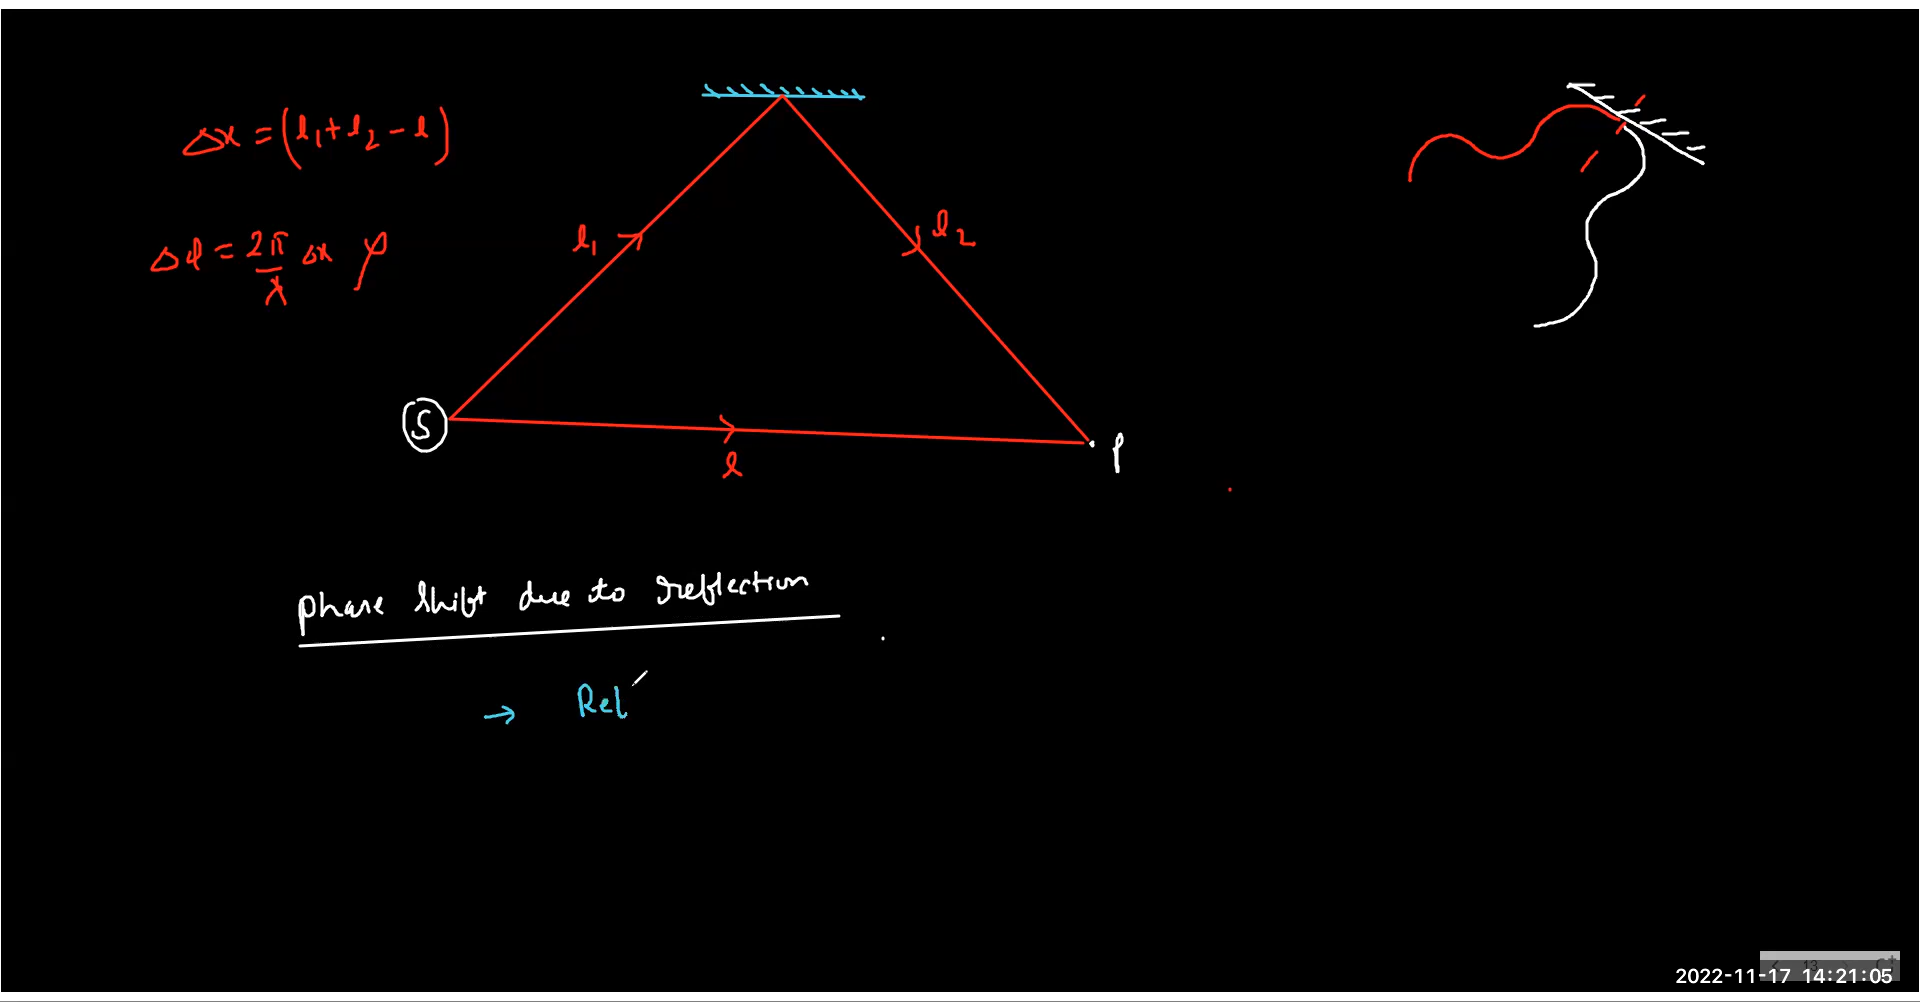 Δx = (l₁ + l₂ - l)
Δφ = 2π/λ Δx
l₁
l₂
S
l
P
phase shift due to reflection
→ Ref
2022-11-17 14:21:05